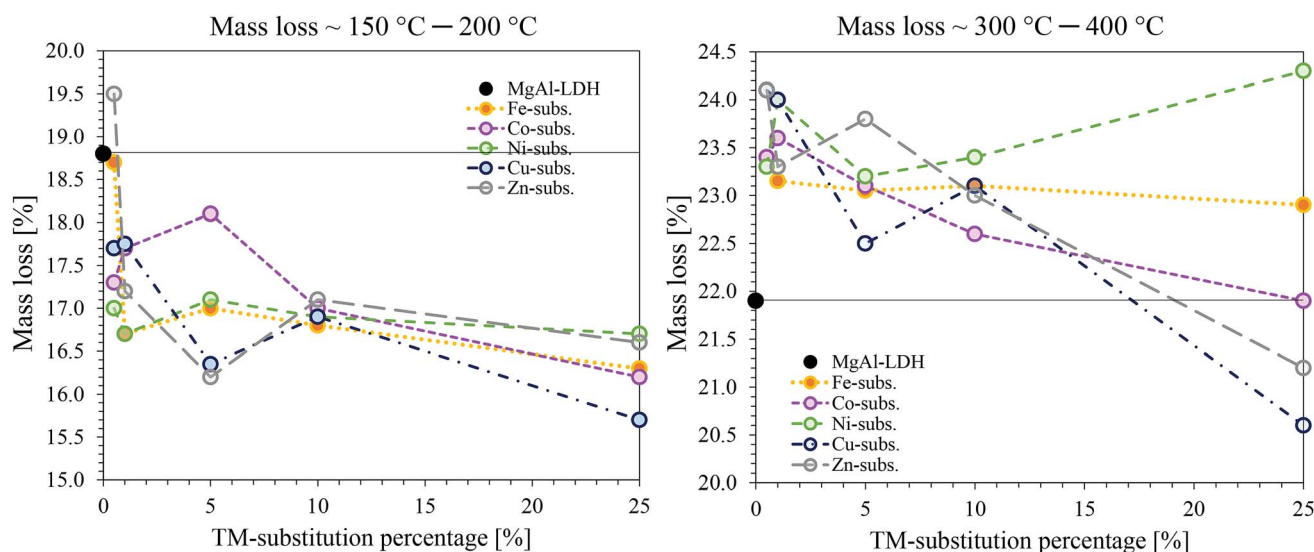 Mass loss ~ 150 °C — 200 °C
20.0
19.5
19.0
18.5
18.0
17.5
17.0
16.5
16.0
15.5
15.0
Mass loss [%]
MgAl-LDH
Fe-subs.
Co-subs.
Ni-subs.
Cu-subs.
Zn-subs.
0
5
10
15
20
25
TM-substitution percentage [%]
Mass loss ~ 300 °C — 400 °C
24.5
24.0
23.5
23.0
22.5
22.0
21.5
21.0
20.5
20.0
Mass loss [%]
MgAl-LDH
Fe-subs.
Co-subs.
Ni-subs.
Cu-subs.
Zn-subs.
0
5
10
15
20
25
TM-substitution percentage [%]